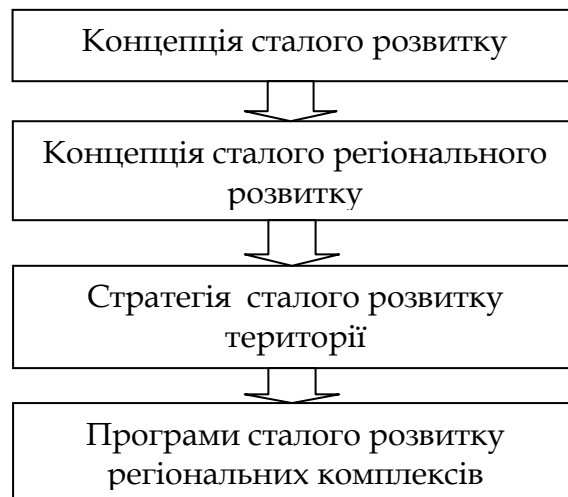 Концепція сталого розвитку
Концепція сталого регіонального
розвитку
Стратегія сталого розвитку
території
Програми сталого розвитку
регіональних комплексів